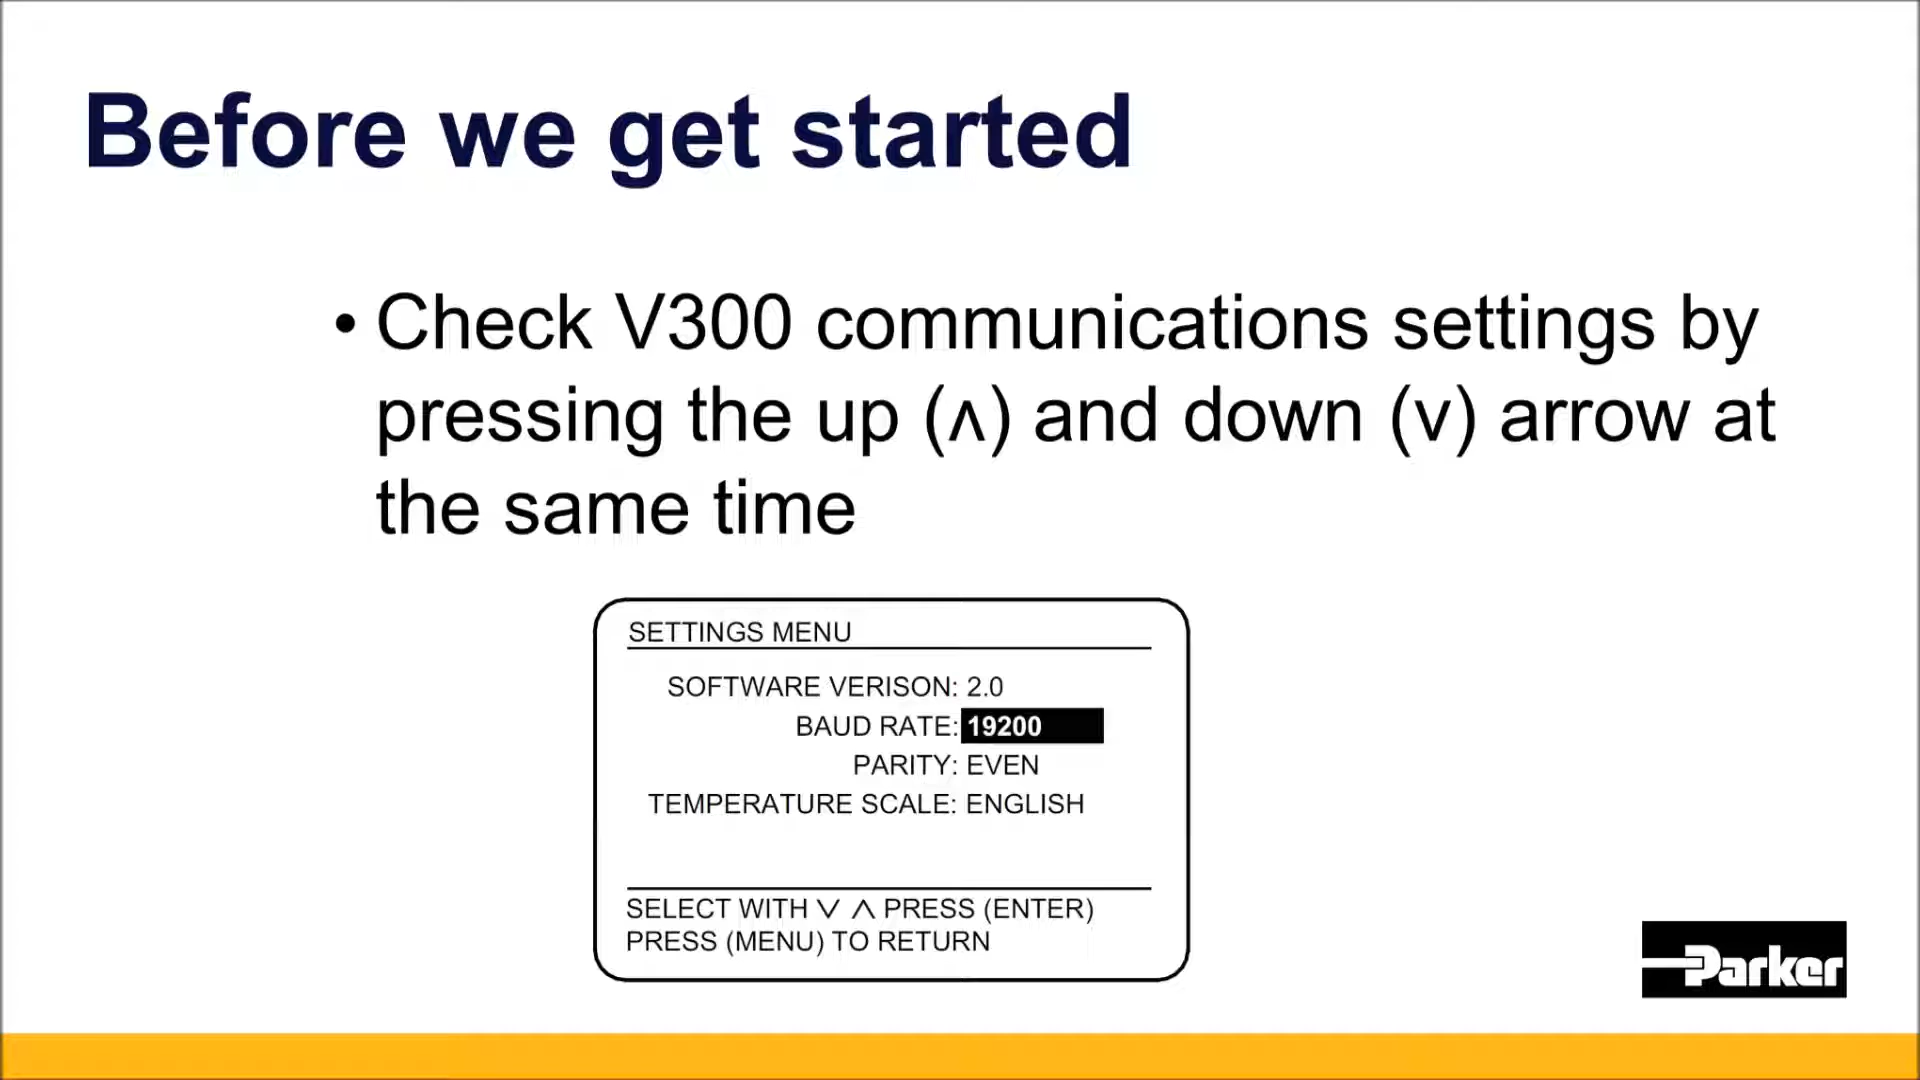 Before we get started
• Check V300 communications settings by
pressing the up (ʌ) and down (v) arrow at
the same time
SETTINGS MENU
SOFTWARE VERISON: 2.0
BAUD RATE: 19200
PARITY: EVEN
TEMPERATURE SCALE: ENGLISH
SELECT WITH ∨ ∧ PRESS (ENTER)
PRESS (MENU) TO RETURN
Parker